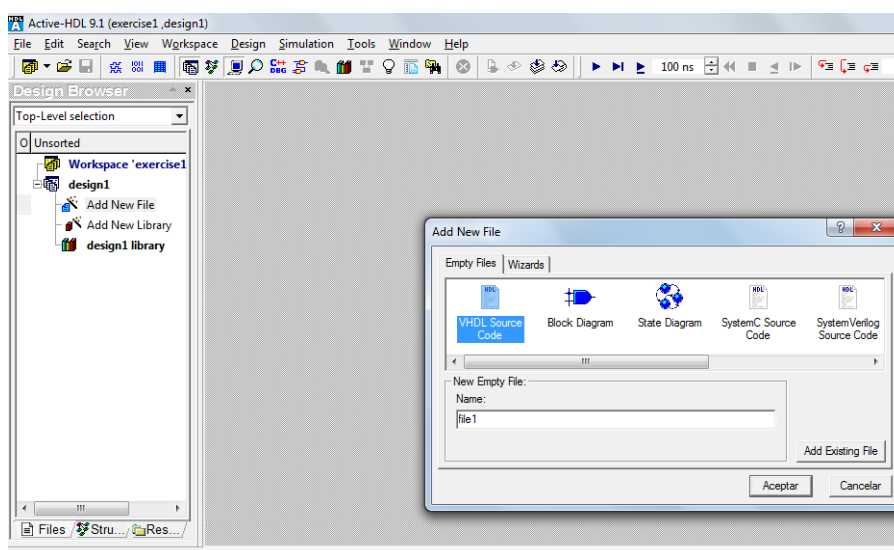 Active-HDL 9.1 (exercise1 ,design1)
File Edit Search View Workspace Design Simulation Tools Window Help
100 ns
Design Browser
Top-Level selection
O Unsorted
Workspace 'exercise1
design1
Add New File
Add New Library
design1 library
Files Stru... Res...
Add New File
Empty Files Wizards
VHDL Source Code
Block Diagram
State Diagram
SystemC Source Code
SystemVerilog Source Code
New Empty File:
Name:
file1
Add Existing File
Aceptar Cancelar